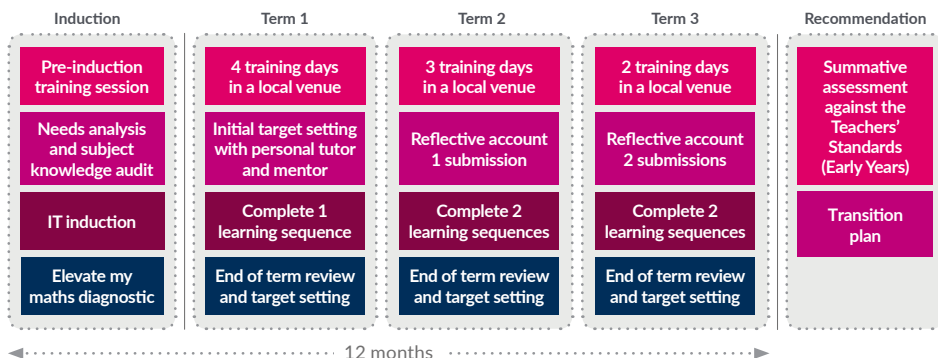 Induction
Pre-induction
training session
Needs analysis
and subject
knowledge audit
IT induction
Elevate my
maths diagnostic
Term 1
4 training days
in a local venue
Initial target setting
with personal tutor
and mentor
Complete 1
learning sequence
End of term review
and target setting
Term 2
3 training days
in a local venue
Reflective account
1 submission
Complete 2
learning sequences
End of term review
and target setting
Term 3
2 training days
in a local venue
Reflective account
2 submissions
Complete 2
learning sequences
End of term review
and target setting
Recommendation
Summative
assessment
against the
Teachers’
Standards
(Early Years)
Transition
plan
12 months